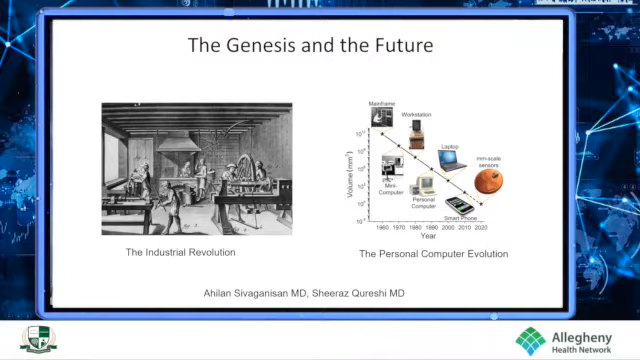 The Genesis and the Future
Mainframe
Workstation
Laptop
mm-scale
sensors
Mini-
Computer
Personal
Computer
Smart Phone
Volume (mm³)
1960 1970 1980 1990 2000 2010 2020
Year
The Industrial Revolution
The Personal Computer Evolution
Ahilan Sivaganisan MD, Sheeraz Qureshi MD
Allegheny
Health Network